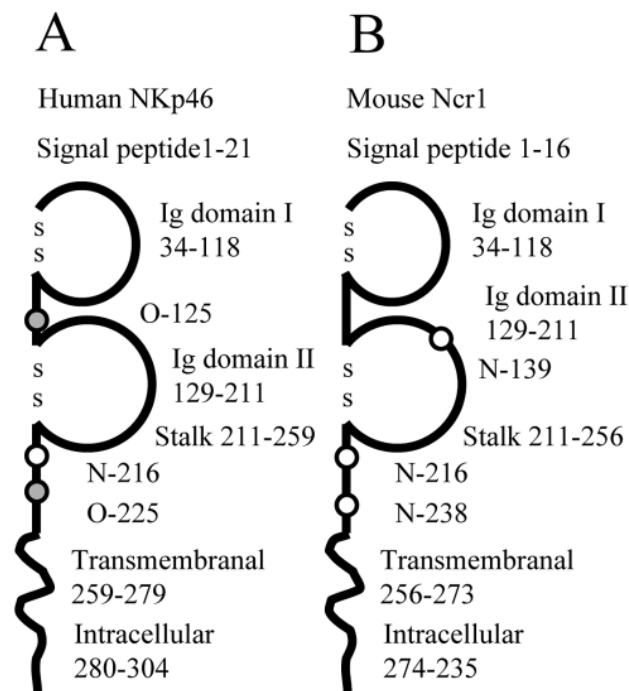 A
Human NKp46
Signal peptide1-21
s
s
Ig domain I
34-118
O-125
s
s
Ig domain II
129-211
Stalk 211-259
N-216
O-225
Transmembranal
259-279
Intracellular
280-304
B
Mouse Ncr1
Signal peptide 1-16
s
s
Ig domain I
34-118
Ig domain II
129-211
N-139
s
s
Stalk 211-256
N-216
N-238
Transmembranal
256-273
Intracellular
274-235